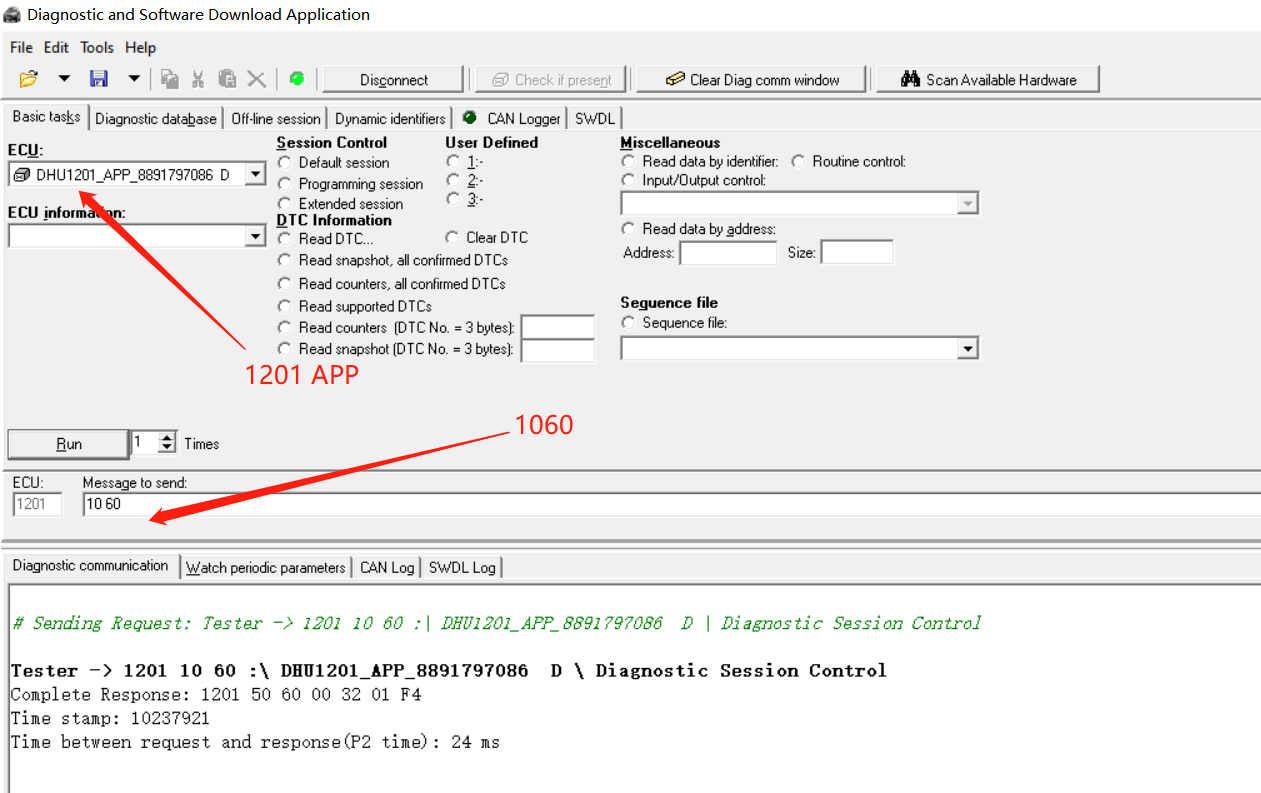 Diagnostic and Software Download Application
File Edit Tools Help
Disconnect Check if present Clear Diag comm window Scan Available Hardware
Basic tasks Diagnostic database Off-line session Dynamic identifiers CAN Logger SWDL
ECU:
DHU1201_APP_8891797086 D
ECU information:
Session Control
Default session
Programming session
Extended session
DTC Information
Read DTC... Clear DTC
Read snapshot, all confirmed DTCs
Read counters, all confirmed DTCs
Read supported DTCs
Read counters (DTC No. = 3 bytes):
Read snapshot (DTC No. = 3 bytes):
User Defined
1:-
2:-
3:-
Miscellaneous
Read data by identifier: Routine control:
Input/Output control:
Read data by address:
Address: Size:
Sequence file
Sequence file:
1201 APP
1060
Run 1 Times
ECU: Message to send:
1201 10 60
Diagnostic communication Watch periodic parameters CAN Log SWDL Log
# Sending Request: Tester -> 1201 10 60 :| DHU1201_APP_8891797086 D | Diagnostic Session Control
Tester -> 1201 10 60 :\ DHU1201_APP_8891797086 D \ Diagnostic Session Control
Complete Response: 1201 50 60 00 32 01 F4
Time stamp: 10237921
Time between request and response(P2 time): 24 ms